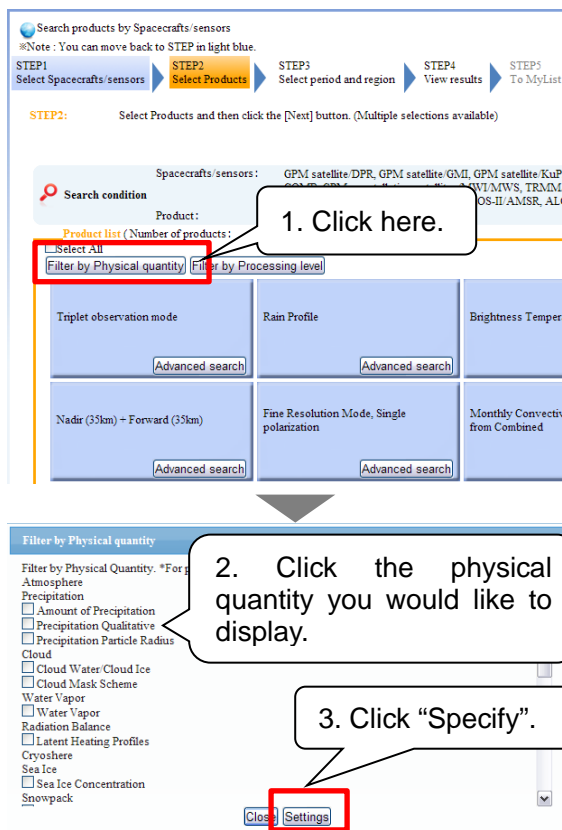 Search products by Spacecrafts/sensors
※Note : You can move back to STEP in light blue.
STEP1
Select Spacecrafts/sensors
STEP2
Select Products
STEP3
Select period and region
STEP4
View results
STEP5
To MyList
STEP2: Select Products and then click the [Next] button. (Multiple selections available)
Search condition
Spacecrafts/sensors: GPM satellite/DPR, GPM satellite/GMI, GPM satellite/KuP
MWI/MWS, TRMM
OS-II/AMSR, ALO
Product:
1. Click here.
Product list ( Number of products :
Select All
Filter by Physical quantity Filter by Processing level
Triplet observation mode
Advanced search
Rain Profile
Advanced search
Brightness Temper
Nadir (35km) + Forward (35km)
Advanced search
Fine Resolution Mode, Single
polarization
Advanced search
Monthly Convectiv
from Combined
Filter by Physical quantity
Filter by Physical Quantity. *For p
Atmosphere
Precipitation
Amount of Precipitation
Precipitation Qualitative
Precipitation Particle Radius
Cloud
Cloud Water/Cloud Ice
Cloud Mask Scheme
Water Vapor
Water Vapor
Radiation Balance
Latent Heating Profiles
Cryoshere
Sea Ice
Sea Ice Concentration
Snowpack
2. Click the physical
quantity you would like to
display.
3. Click “Specify”.
Close Settings